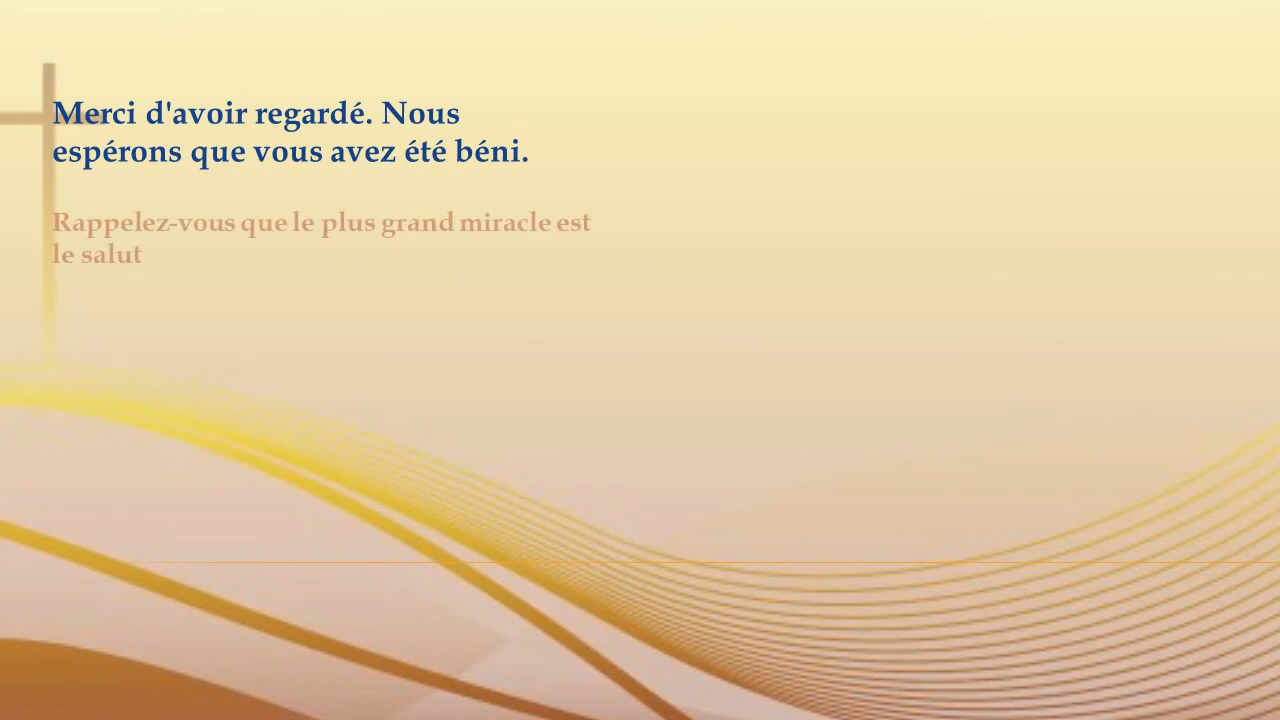 Merci d'avoir regardé. Nous
espérons que vous avez été béni.
Rappelez-vous que le plus grand miracle est
le salut